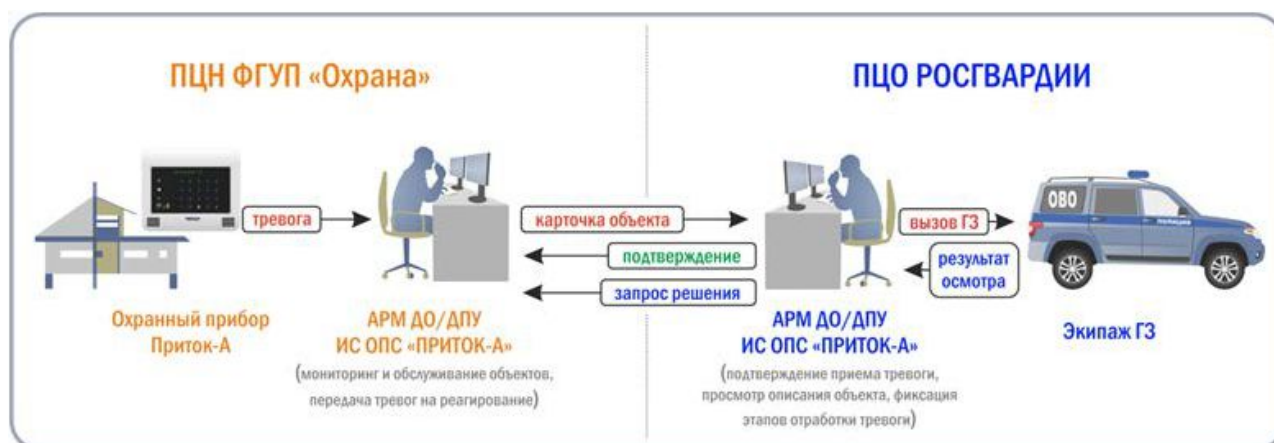 ПЦН ФГУП «Охрана»
ПЦО РОСГВАРДИИ
тревога
карточка объекта
подтверждение
запрос решения
вызов ГЗ
результат
осмотра
ОВО
ПОЛИЦИЯ
Охранный прибор
Приток-А
АРМ ДО/ДПУ
ИС ОПС «ПРИТОК-А»
(мониторинг и обслуживание объектов,
передача тревог на реагирование)
АРМ ДО/ДПУ
ИС ОПС «ПРИТОК-А»
(подтверждение приема тревоги,
просмотр описания объекта, фиксация
этапов отработки тревоги)
Экипаж ГЗ